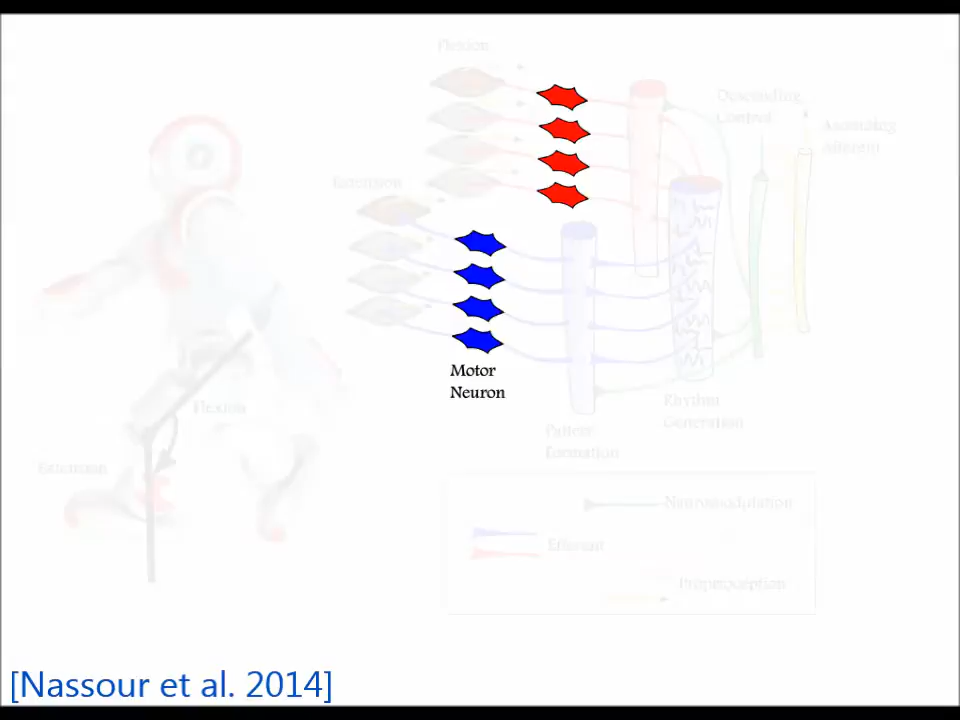 Flexion
Descending
Control
Ascending
Afferent
Extension
Motor
Neuron
Flexion
Rhythm
Generation
Pattern
Formation
Extension
Neuromodulation
Efferent
Proprioception
[Nassour et al. 2014]